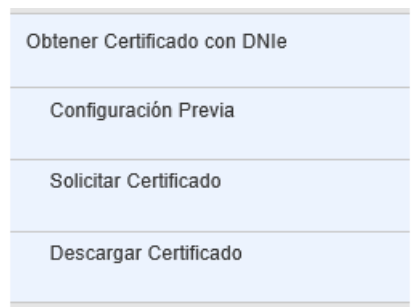 Obtener Certificado con DNIe
Configuración Previa
Solicitar Certificado
Descargar Certificado